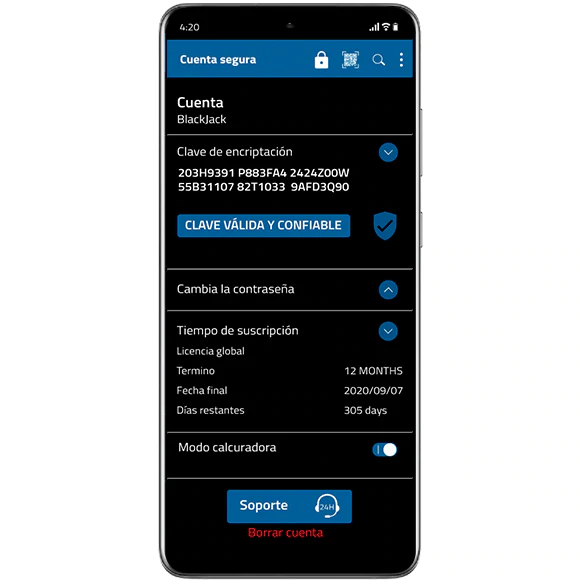 4:20
Cuenta segura
Cuenta
BlackJack
Clave de encriptación
203H9391 P883FA4 2424Z00W
55B31107 82T1033 9AFD3Q90
CLAVE VÁLIDA Y CONFIABLE
Cambia la contraseña
Tiempo de suscripción
Licencia global
Termino 12 MONTHS
Fecha final 2020/09/07
Días restantes 305 days
Modo calcuradora
Soporte 24H
Borrar cuenta